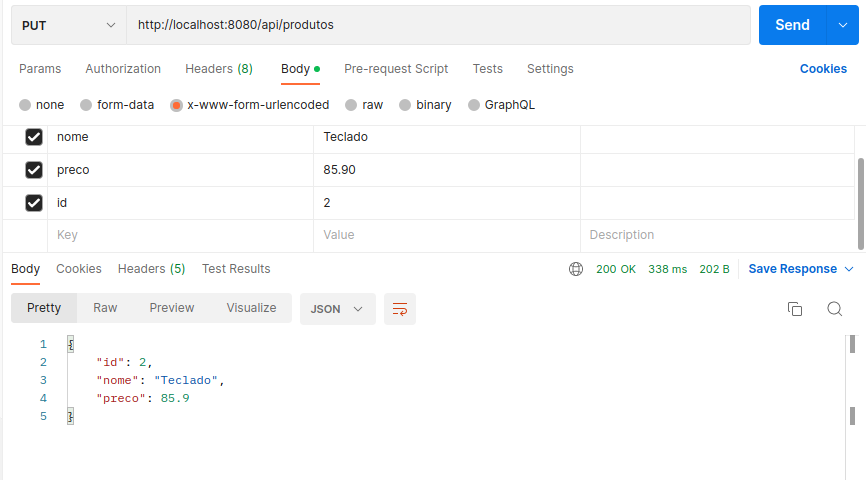 PUT http://localhost:8080/api/produtos Send
Params Authorization Headers (8) Body Pre-request Script Tests Settings Cookies
none form-data x-www-form-urlencoded raw binary GraphQL
nome Teclado
preco 85.90
id 2
Key Value Description
Body Cookies Headers (5) Test Results 200 OK 338 ms 202 B Save Response
Pretty Raw Preview Visualize JSON
1 {
2 "id": 2,
3 "nome": "Teclado",
4 "preco": 85.9
5 }